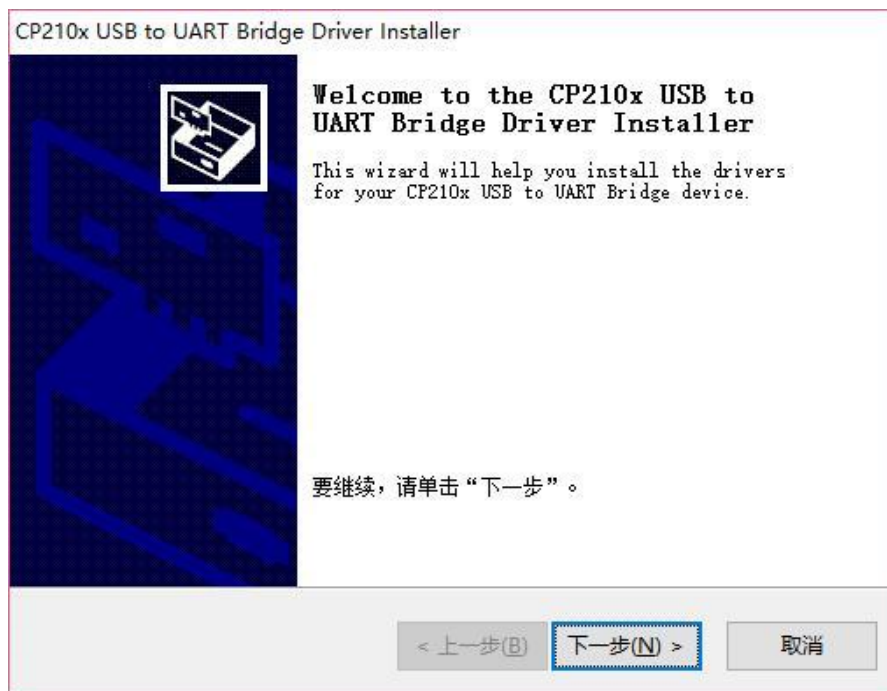 CP210x USB to UART Bridge Driver Installer
Welcome to the CP210x USB to
UART Bridge Driver Installer
This wizard will help you install the drivers
for your CP210x USB to UART Bridge device.
要继续，请单击“下一步”。
< 上一步(B)
下一步(N) >
取消